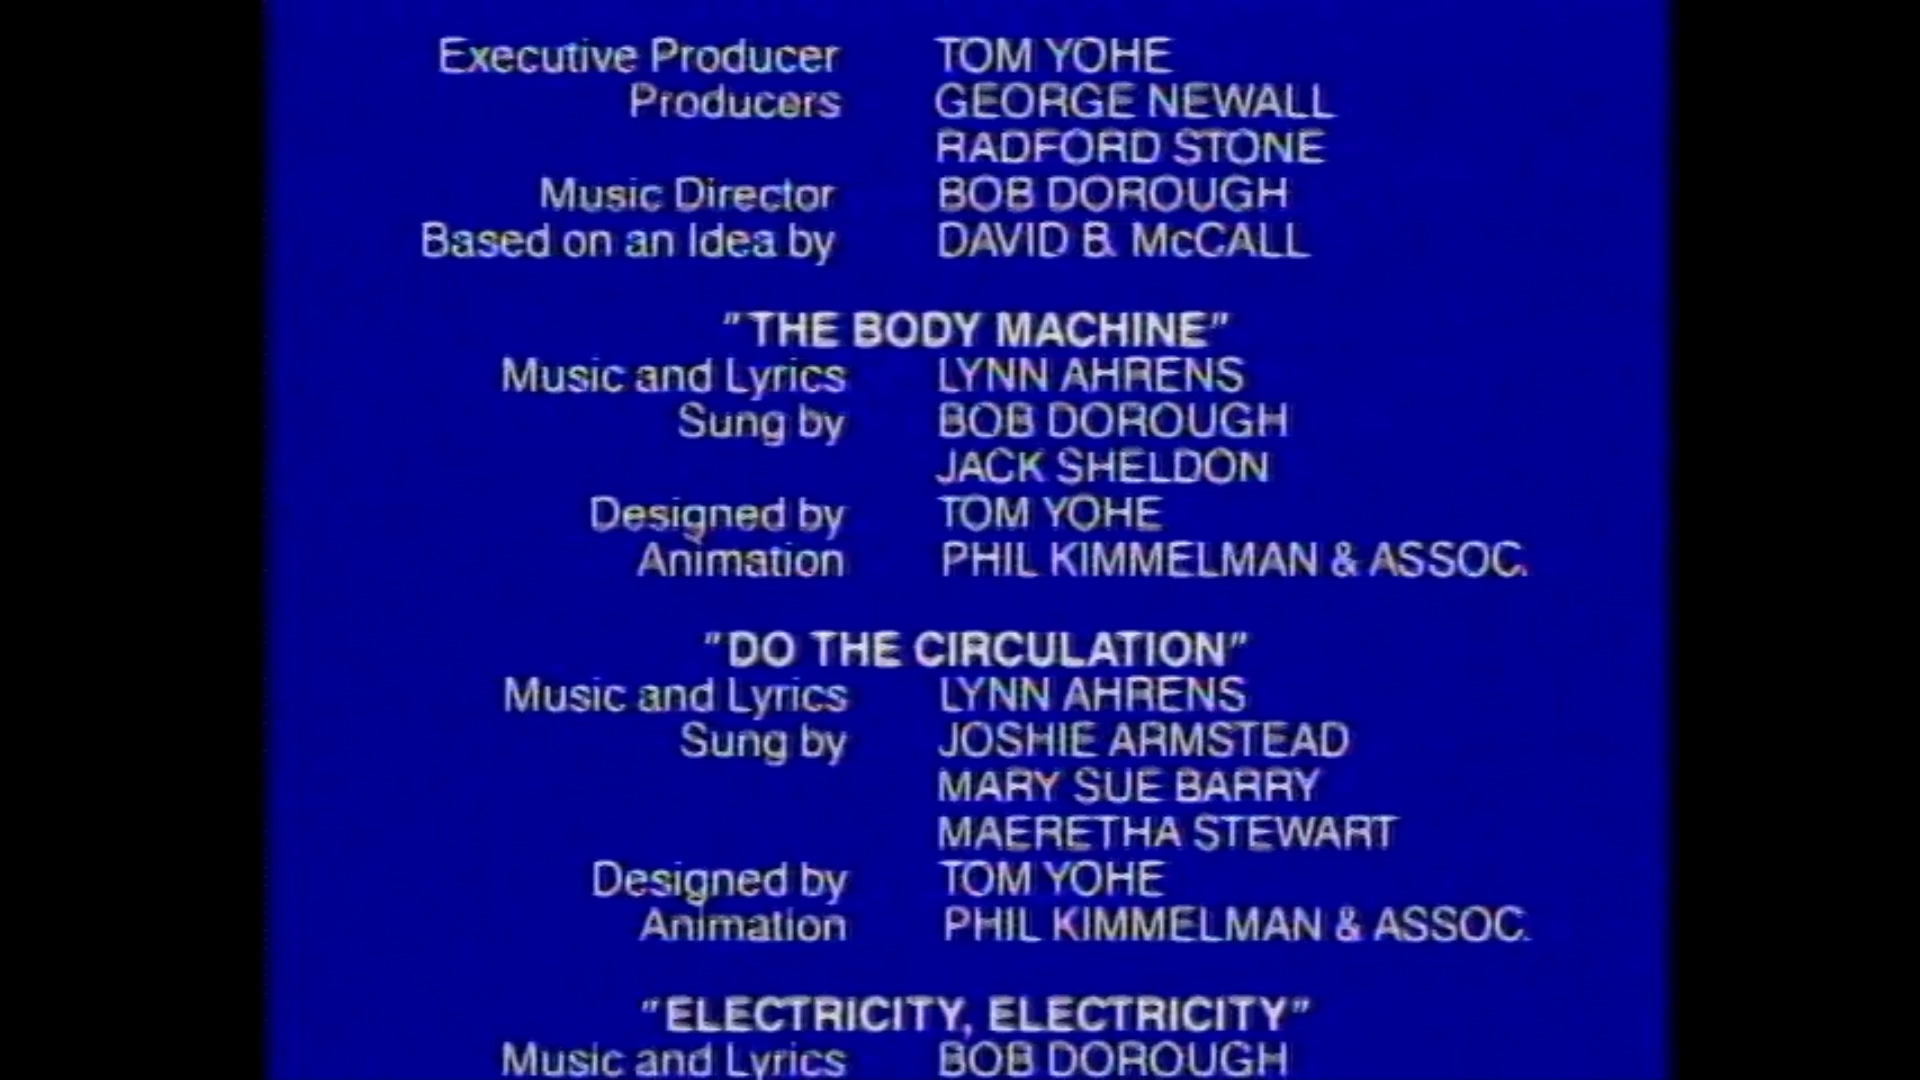 Executive Producer TOM YOHE
Producers GEORGE NEWALL
RADFORD STONE
Music Director BOB DOROUGH
Based on an Idea by DAVID B. McCALL
"THE BODY MACHINE"
Music and Lyrics LYNN AHRENS
Sung by BOB DOROUGH
JACK SHELDON
Designed by TOM YOHE
Animation PHIL KIMMELMAN & ASSOC.
"DO THE CIRCULATION"
Music and Lyrics LYNN AHRENS
Sung by JOSHIE ARMSTEAD
MARY SUE BARRY
MAERETHA STEWART
Designed by TOM YOHE
Animation PHIL KIMMELMAN & ASSOC.
"ELECTRICITY, ELECTRICITY"
Music and Lyrics BOB DOROUGH